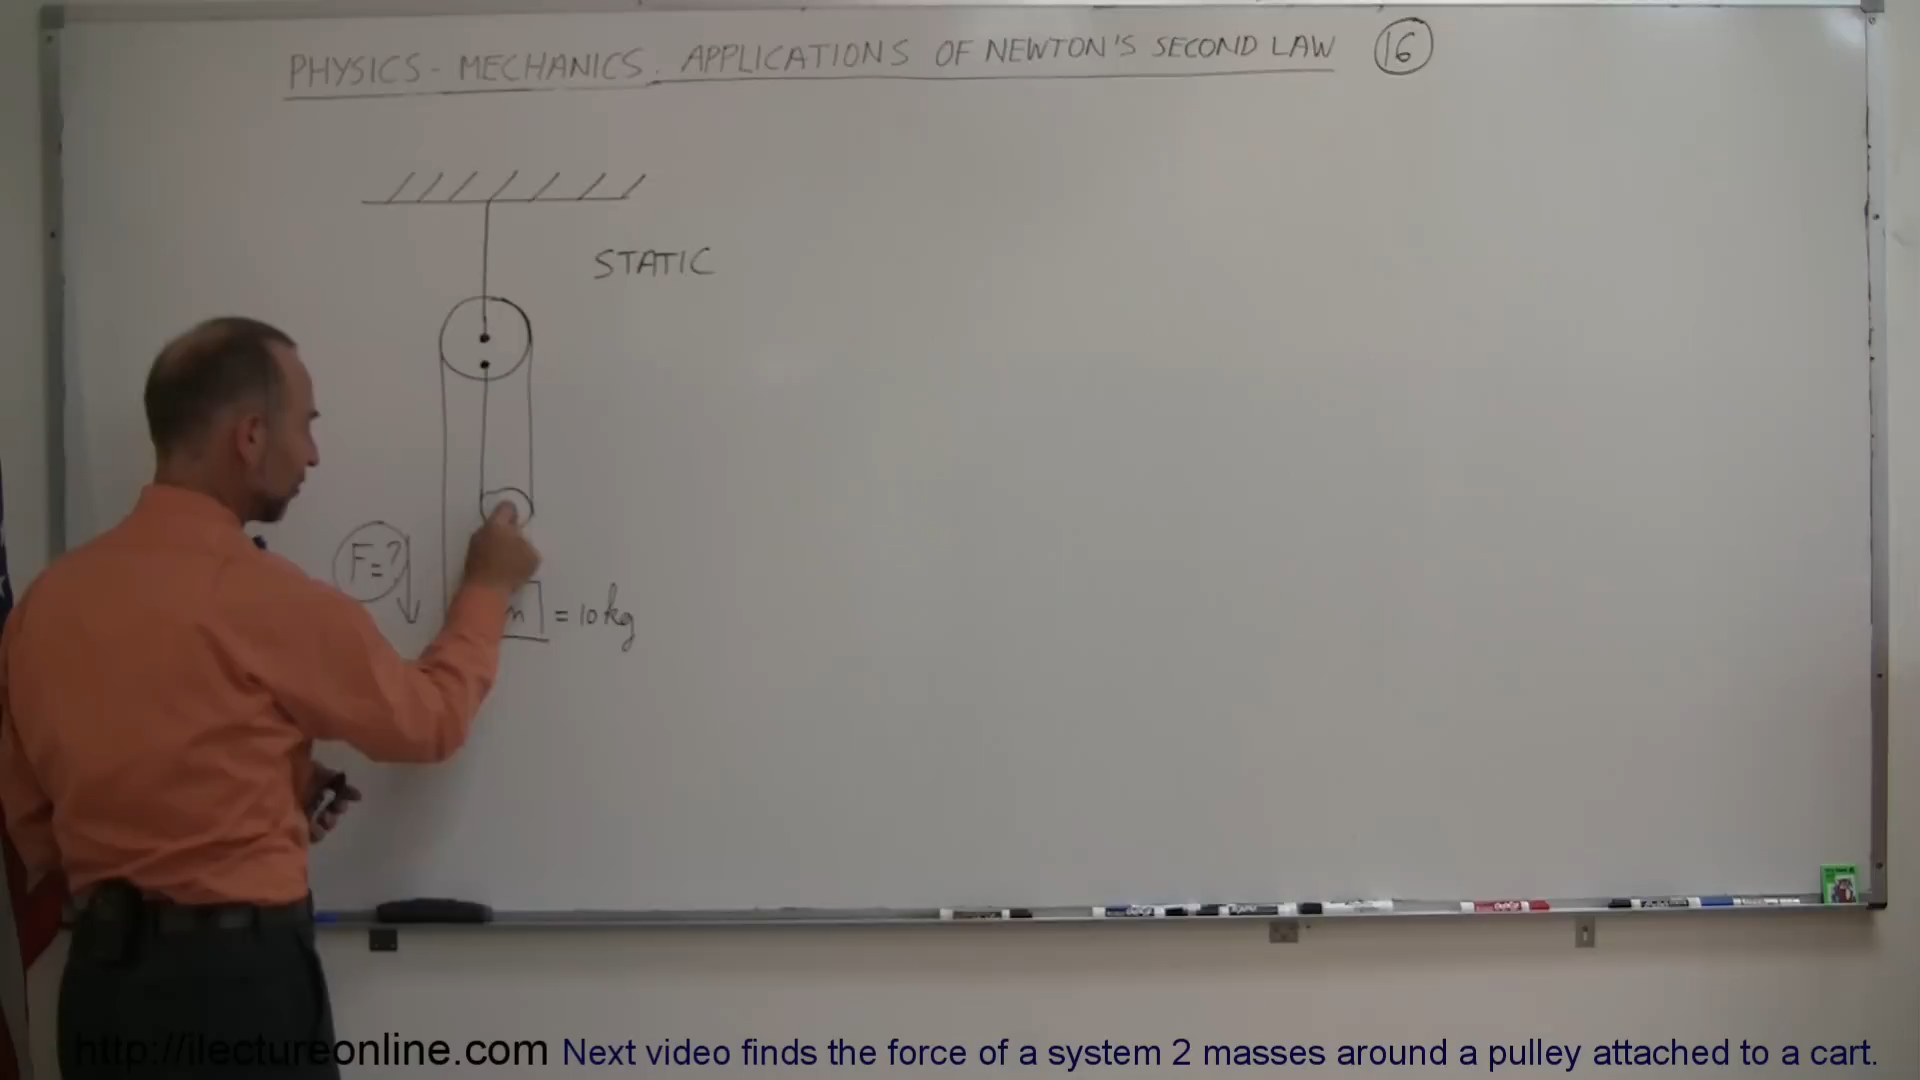 PHYSICS - MECHANICS. APPLICATIONS OF NEWTON'S SECOND LAW 16
STATIC
F = ?
m = 10 kg
http://ilectureonline.com Next video finds the force of a system 2 masses around a pulley attached to a cart.